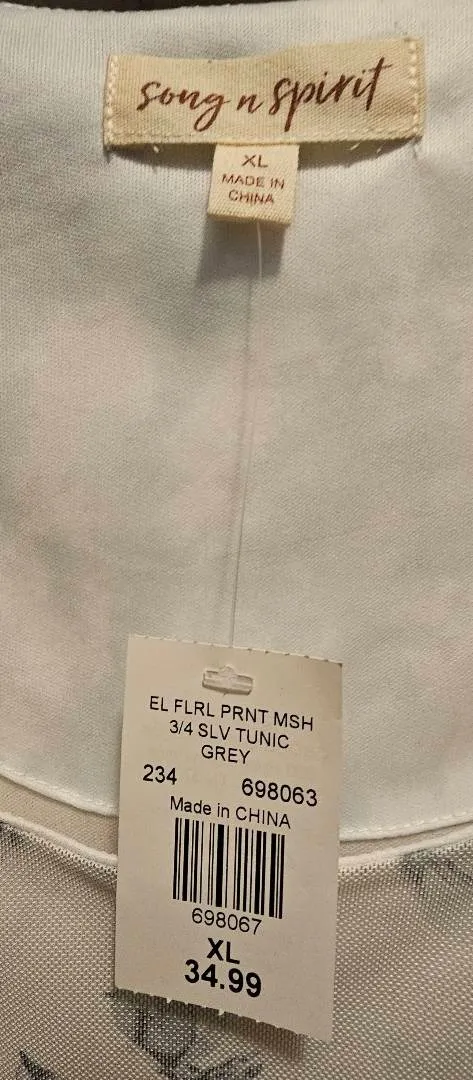 song n spirit
XL
MADE IN
CHINA
EL FLRL PRNT MSH
3/4 SLV TUNIC
GREY
234 698063
Made in CHINA
698067
XL
34.99